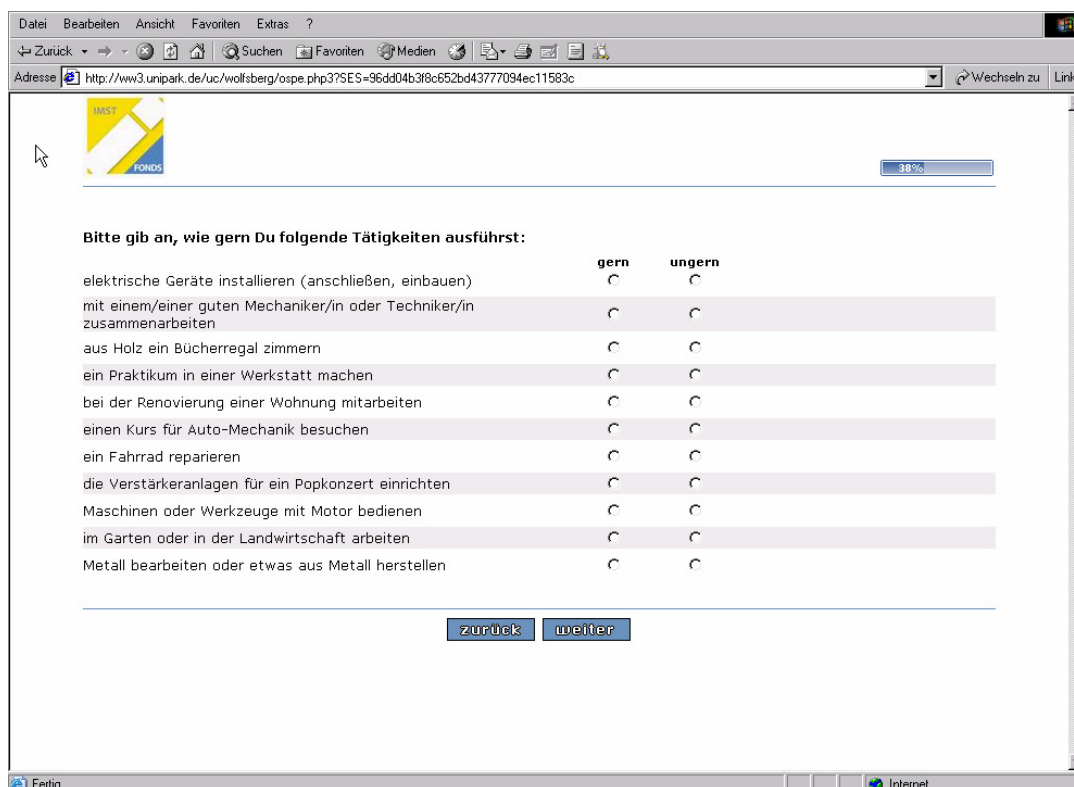 Datei Bearbeiten Ansicht Favoriten Extras ?
Zurück Suchen Favoriten Medien
Adresse http://ww3.unipark.de/uc/wolfsberg/ospe.php3?SES=96dd04b3f8c652bd43777094ec11583c Wechseln zu Link
IMST
FONDS
38%
Bitte gib an, wie gern Du folgende Tätigkeiten ausführst:
gern ungern
elektrische Geräte installieren (anschließen, einbauen)
mit einem/einer guten Mechaniker/in oder Techniker/in
zusammenarbeiten
aus Holz ein Bücherregal zimmern
ein Praktikum in einer Werkstatt machen
bei der Renovierung einer Wohnung mitarbeiten
einen Kurs für Auto-Mechanik besuchen
ein Fahrrad reparieren
die Verstärkeranlagen für ein Popkonzert einrichten
Maschinen oder Werkzeuge mit Motor bedienen
im Garten oder in der Landwirtschaft arbeiten
Metall bearbeiten oder etwas aus Metall herstellen
zurück weiter
Fertig Internet